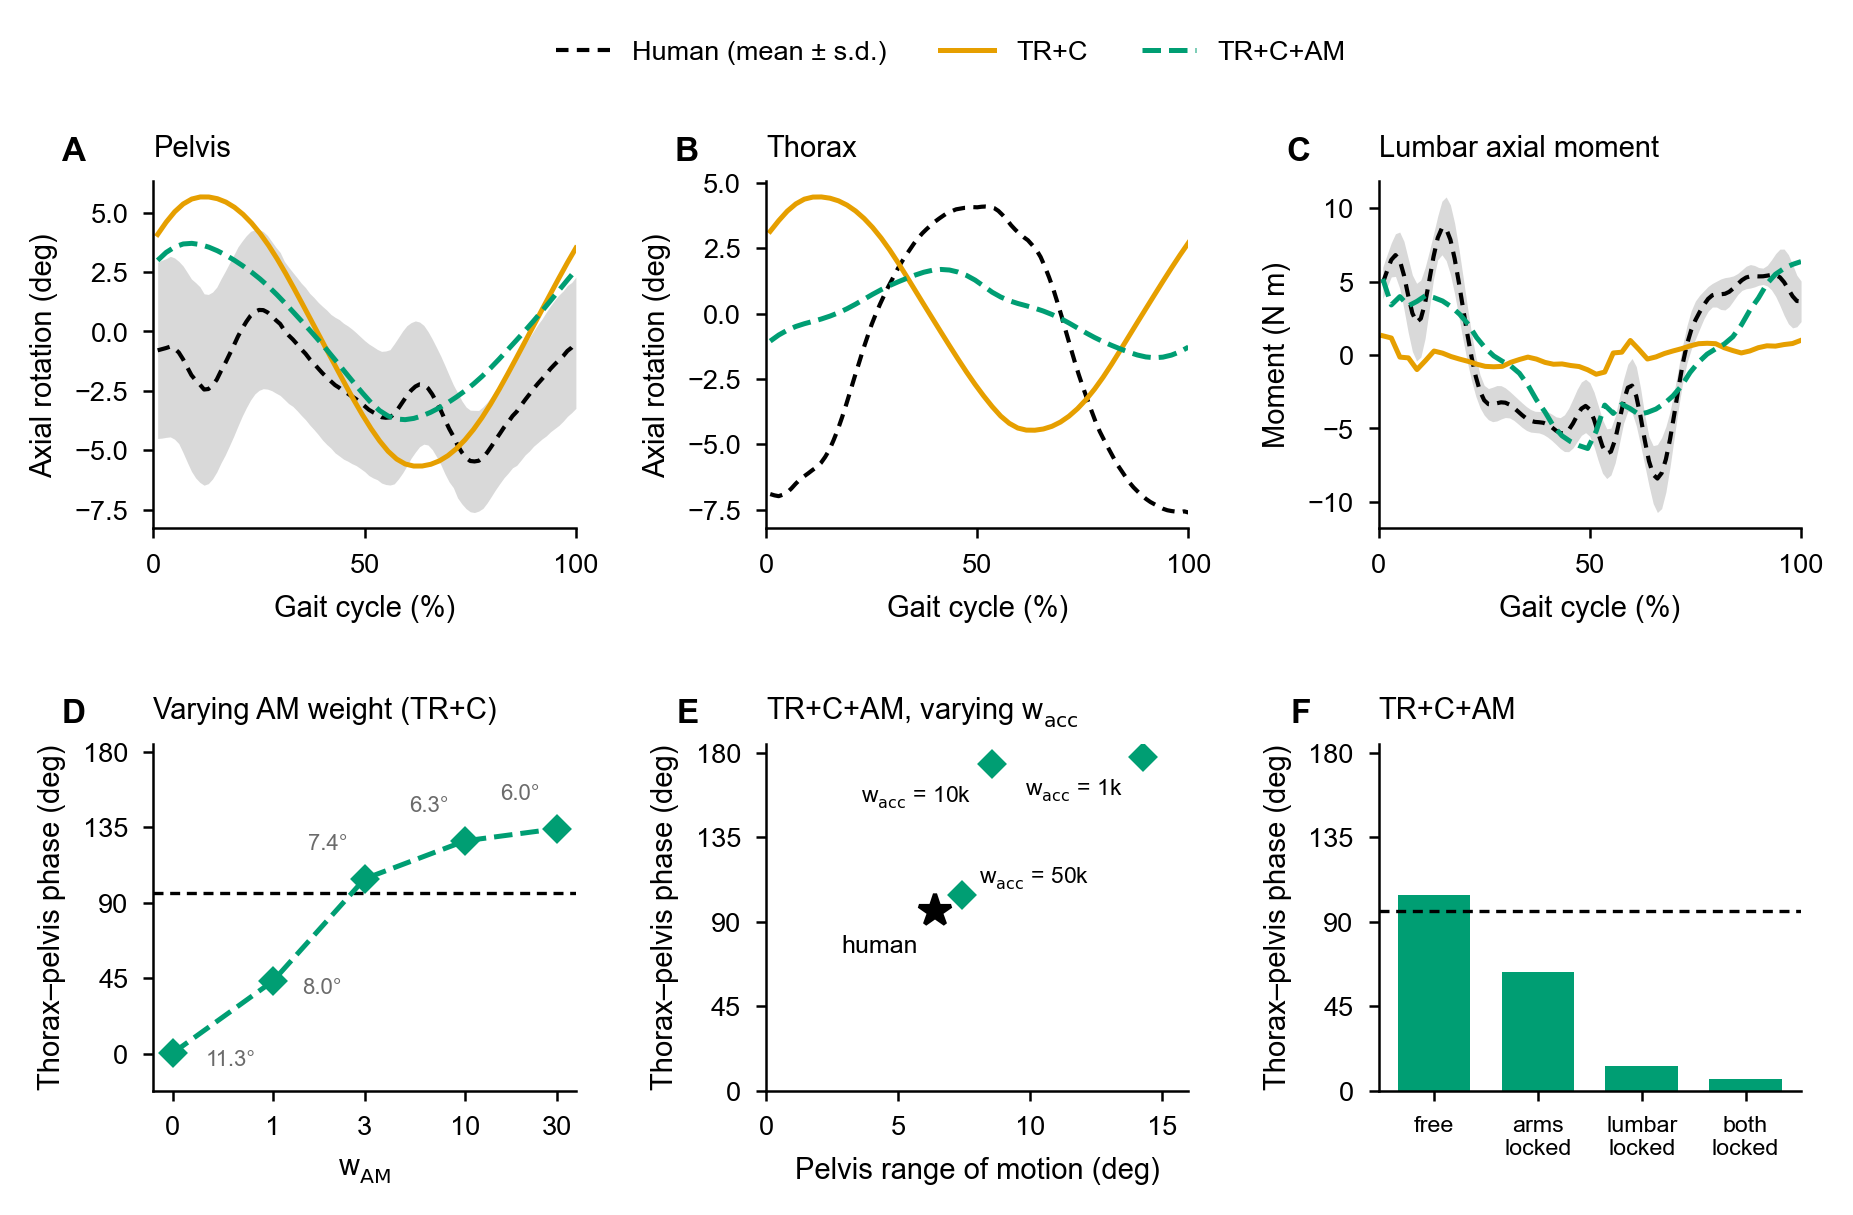 Human (mean ± s.d.) TR+C TR+C+AM
A Pelvis
Axial rotation (deg)
5.0
2.5
0.0
−2.5
−5.0
−7.5
0 50 100
Gait cycle (%)
B Thorax
Axial rotation (deg)
5.0
2.5
0.0
−2.5
−5.0
−7.5
0 50 100
Gait cycle (%)
C Lumbar axial moment
Moment (N m)
10
5
0
−5
−10
0 50 100
Gait cycle (%)
D Varying AM weight (TR+C)
Thorax–pelvis phase (deg)
180
135
90
45
0
11.3°
8.0°
7.4°
6.3°
6.0°
0 1 3 10 30
w_AM
E TR+C+AM, varying w_acc
Thorax–pelvis phase (deg)
180
135
90
45
0
w_acc = 10k
w_acc = 1k
w_acc = 50k
human
0 5 10 15
Pelvis range of motion (deg)
F TR+C+AM
Thorax–pelvis phase (deg)
180
135
90
45
0
free
arms
locked
lumbar
locked
both
locked